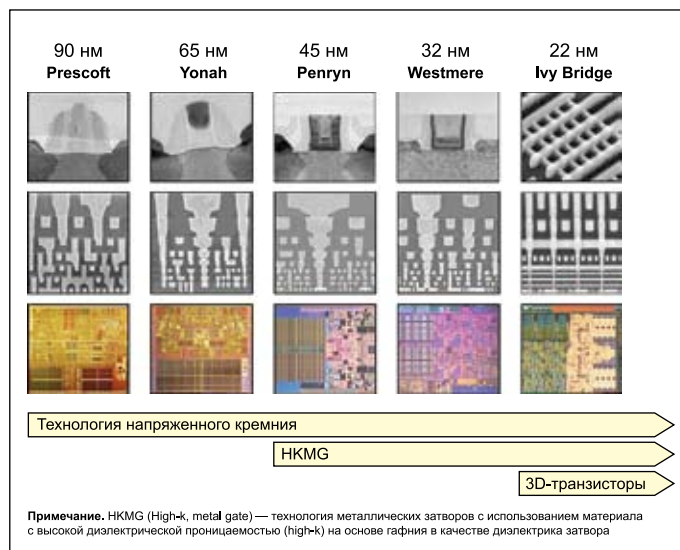 90 нм 65 нм 45 нм 32 нм 22 нм
Prescoft Yonah Penryn Westmere Ivy Bridge
Технология напряженного кремния
HKMG
3D-транзисторы
Примечание. HKMG (High-k, metal gate) — технология металлических затворов с использованием материала
с высокой диэлектрической проницаемостью (high-k) на основе гафния в качестве диэлектрика затвора